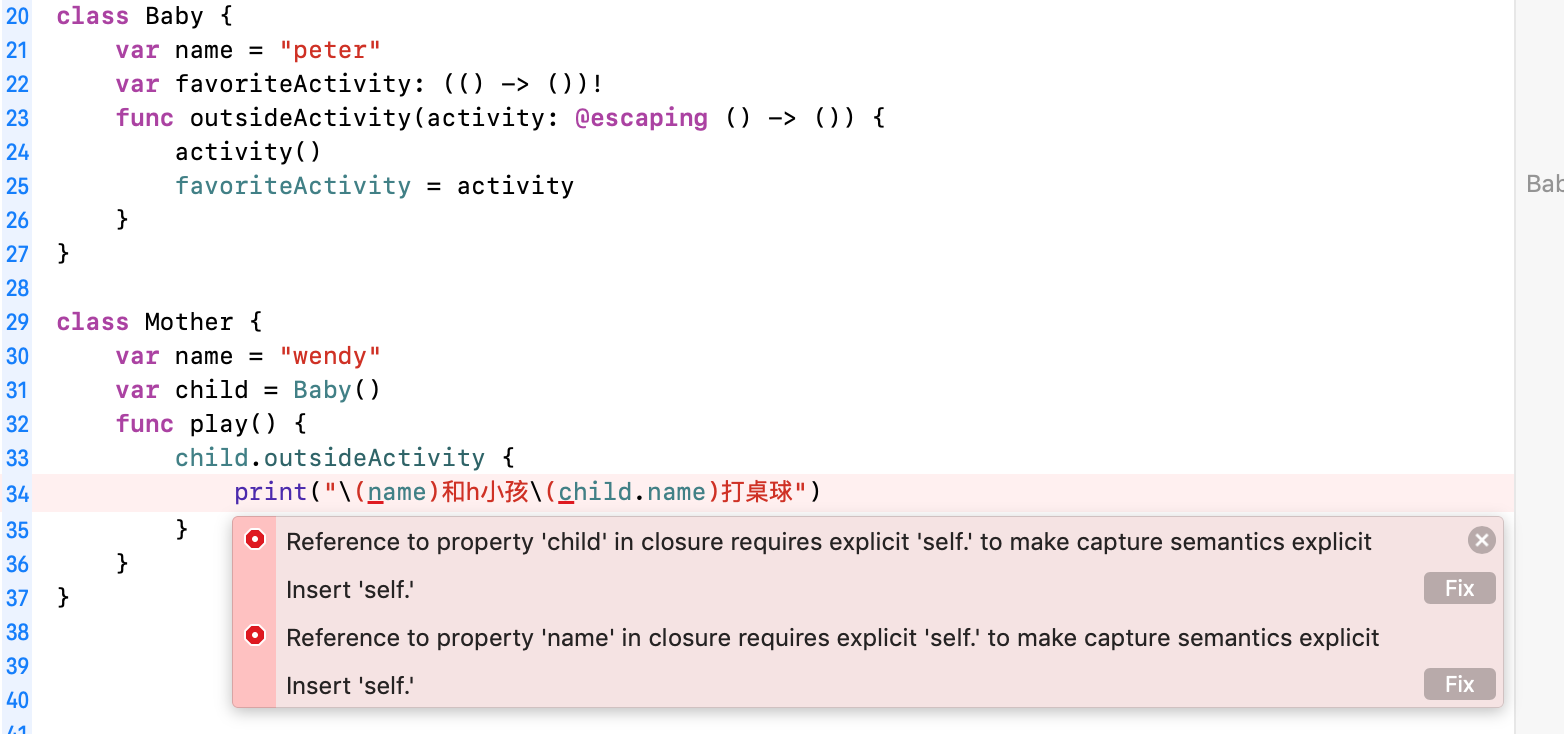 20 class Baby {
21 var name = "peter"
22 var favoriteActivity: (() -> ())!
23 func outsideActivity(activity: @escaping () -> ()) {
24 activity()
25 favoriteActivity = activity
26 }
27 }
28
29 class Mother {
30 var name = "wendy"
31 var child = Baby()
32 func play() {
33 child.outsideActivity {
34 print("\(name)和h小孩\(child.name)打桌球")
35 }
Reference to property 'child' in closure requires explicit 'self.' to make capture semantics explicit
Insert 'self.' Fix
Reference to property 'name' in closure requires explicit 'self.' to make capture semantics explicit
Insert 'self.' Fix
36 }
37 }
38
39
40
41
Bab